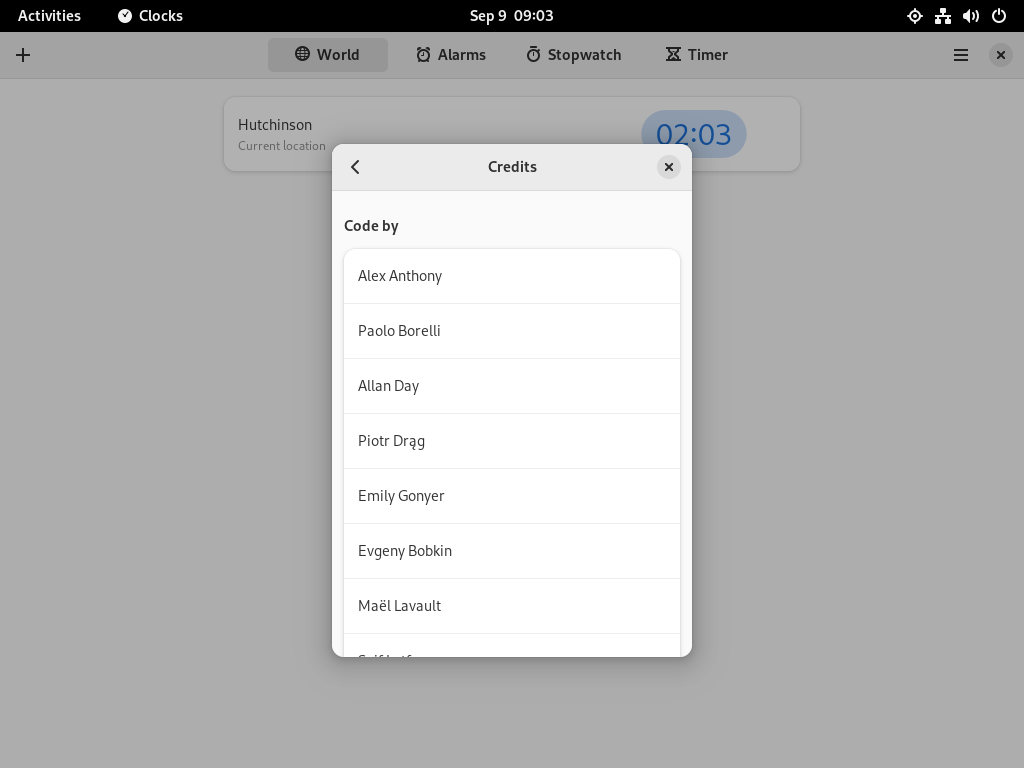 Activities
Clocks
Sep 9 09:03
World
Alarms
Stopwatch
Timer
Hutchinson
Current location
02:03
Credits
Code by
Alex Anthony
Paolo Borelli
Allan Day
Piotr Drąg
Emily Gonyer
Evgeny Bobkin
Maël Lavault